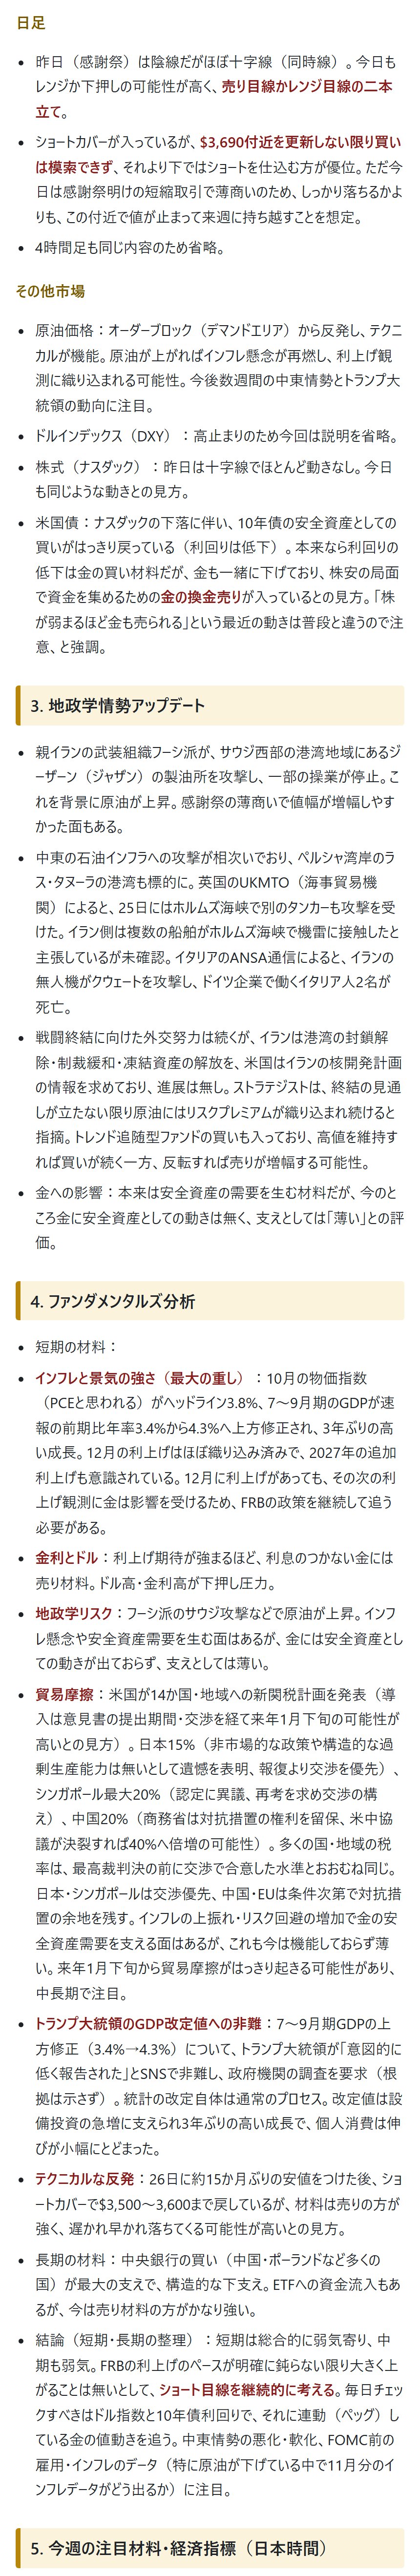 日足
• 昨日（感謝祭）は陰線だがほぼ十字線（同時線）。今日も
レンジか下押しの可能性が高く、売り目線かレンジ目線の二本
立て。
• ショートカバーが入っているが、$3,690付近を更新しない限り買い
は模索できず、それより下ではショートを仕込む方が優位。ただ今
日は感謝祭明けの短縮取引で薄商いのため、しっかり落ちるかよ
りも、この付近で値が止まって来週に持ち越すことを想定。
• 4時間足も同じ内容のため省略。
その他市場
• 原油価格：オーダーブロック（デマンドエリア）から反発し、テクニ
カルが機能。原油が上がればインフレ懸念が再燃し、利上げ観
測に織り込まれる可能性。今後数週間の中東情勢とトランプ大
統領の動向に注目。
• ドルインデックス（DXY）：高止まりのため今回は説明を省略。
• 株式（ナスダック）：昨日は十字線でほとんど動きなし。今日
も同じような動きとの見方。
• 米国債：ナスダックの下落に伴い、10年債の安全資産としての
買いがはっきり戻っている（利回りは低下）。本来なら利回りの
低下は金の買い材料だが、金も一緒に下げており、株安の局面
で資金を集めるための金の換金売りが入っているとの見方。「株
が弱まるほど金も売られる」という最近の動きは普段と違うので注
意、と強調。
3. 地政学情勢アップデート
• 親イランの武装組織フーシ派が、サウジ西部の港湾地域にあるジ
ーザーン（ジャザン）の製油所を攻撃し、一部の操業が停止。こ
れを背景に原油が上昇。感謝祭の薄商いで値幅が増幅しやす
かった面もある。
• 中東の石油インフラへの攻撃が相次いでおり、ペルシャ湾岸のラ
ス・タヌーラの港湾も標的に。英国のUKMTO（海事貿易機
関）によると、25日にはホルムズ海峡で別のタンカーも攻撃を受
けた。イラン側は複数の船舶がホルムズ海峡で機雷に接触したと
主張しているが未確認。イタリアのANSA通信によると、イランの
無人機がクウェートを攻撃し、ドイツ企業で働くイタリア人2名が
死亡。
• 戦闘終結に向けた外交努力は続くが、イランは港湾の封鎖解
除・制裁緩和・凍結資産の解放を、米国はイランの核開発計画
の情報を求めており、進展は無し。ストラテジストは、終結の見通
しが立たない限り原油にはリスクプレミアムが織り込まれ続けると
指摘。トレンド追随型ファンドの買いも入っており、高値を維持す
れば買いが続く一方、反転すれば売りが増幅する可能性。
• 金への影響：本来は安全資産の需要を生む材料だが、今のと
ころ金に安全資産としての動きは無く、支えとしては「薄い」との評
価。
4. ファンダメンタルズ分析
• 短期の材料：
• インフレと景気の強さ（最大の重し）：10月の物価指数
（PCEと思われる）がヘッドライン3.8%、7～9月期のGDPが速
報の前期比年率3.4%から4.3%へ上方修正され、3年ぶりの高
い成長。12月の利上げはほぼ織り込み済みで、2027年の追加
利上げも意識されている。12月に利上げがあっても、その次の利
上げ観測に金は影響を受けるため、FRBの政策を継続して追う
必要がある。
• 金利とドル：利上げ期待が強まるほど、利息のつかない金には
売り材料。ドル高・金利高が下押し圧力。
• 地政学リスク：フーシ派のサウジ攻撃などで原油が上昇。インフ
レ懸念や安全資産需要を生む面はあるが、金には安全資産とし
ての動きが出ておらず、支えとしては薄い。
• 貿易摩擦：米国が14か国・地域への新関税計画を発表（導
入は意見書の提出期間・交渉を経て来年1月下旬の可能性が
高いとの見方）。日本15%（非市場的な政策や構造的な過
剰生産能力は無いとして遺憾を表明、報復より交渉を優先）、
シンガポール最大20%（認定に異議、再考を求め交渉の構
え）、中国20%（商務省は対抗措置の権利を留保、米中協
議が決裂すれば40%へ倍増の可能性）。多くの国・地域の税
率は、最高裁判決の前に交渉で合意した水準とおおむね同じ。
日本・シンガポールは交渉優先、中国・EUは条件次第で対抗措
置の余地を残す。インフレの上振れ・リスク回避の増加で金の安
全資産需要を支える面はあるが、これも今は機能しておらず薄
い。来年1月下旬から貿易摩擦がはっきり起きる可能性があり、
中長期で注目。
• トランプ大統領のGDP改定値への非難：7～9月期GDPの上
方修正（3.4%→4.3%）について、トランプ大統領が「意図的に
低く報告された」とSNSで非難し、政府機関の調査を要求（根
拠は示さず）。統計の改定自体は通常のプロセス。改定値は設
備投資の急増に支えられ3年ぶりの高い成長で、個人消費は伸
びが小幅にとどまった。
• テクニカルな反発：26日に約15か月ぶりの安値をつけた後、ショ
ートカバーで$3,500～3,600まで戻しているが、材料は売りの方が
強く、遅かれ早かれ落ちてくる可能性が高いとの見方。
• 長期の材料：中央銀行の買い（中国・ポーランドなど多くの
国）が最大の支えで、構造的な下支え。ETFへの資金流入もあ
るが、今は売り材料の方がかなり強い。
• 結論（短期・長期の整理）：短期は総合的に弱気寄り、中
期も弱気。FRBの利上げのペースが明確に鈍らない限り大きく上
がることは無いとして、ショート目線を継続的に考える。毎日チェッ
クすべきはドル指数と10年債利回りで、それに連動（ペッグ）し
ている金の値動きを追う。中東情勢の悪化・軟化、FOMC前の
雇用・インフレのデータ（特に原油が下げている中で11月分のイ
ンフレデータがどう出るか）に注目。
5. 今週の注目材料・経済指標（日本時間）